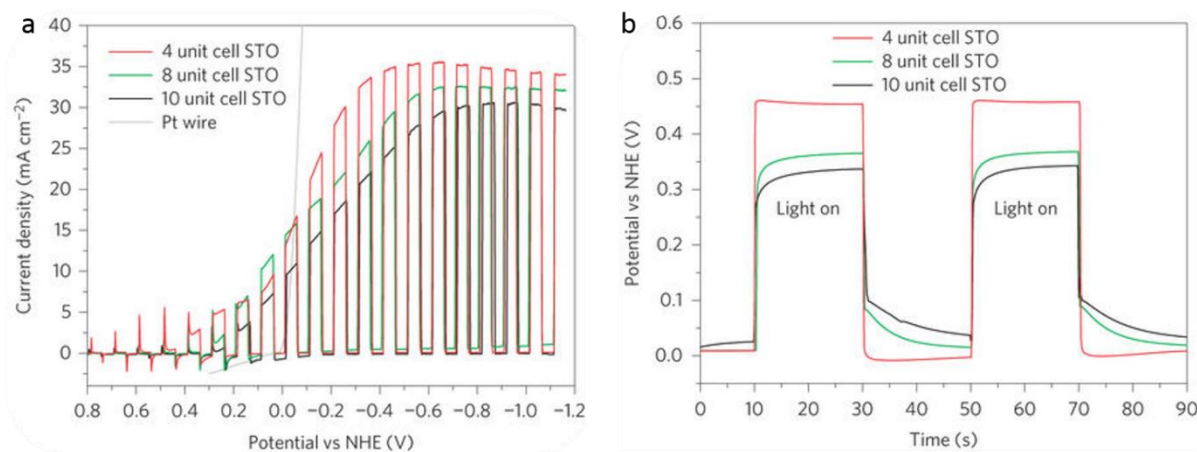 a
40
35
30
25
20
15
10
5
0
Current density (mA cm⁻²)
4 unit cell STO
8 unit cell STO
10 unit cell STO
Pt wire
0.8 0.6 0.4 0.2 0.0 −0.2 −0.4 −0.6 −0.8 −1.0 −1.2
Potential vs NHE (V)
b
0.6
0.5
0.4
0.3
0.2
0.1
0.0
Potential vs NHE (V)
4 unit cell STO
8 unit cell STO
10 unit cell STO
Light on Light on
0 10 20 30 40 50 60 70 80 90
Time (s)